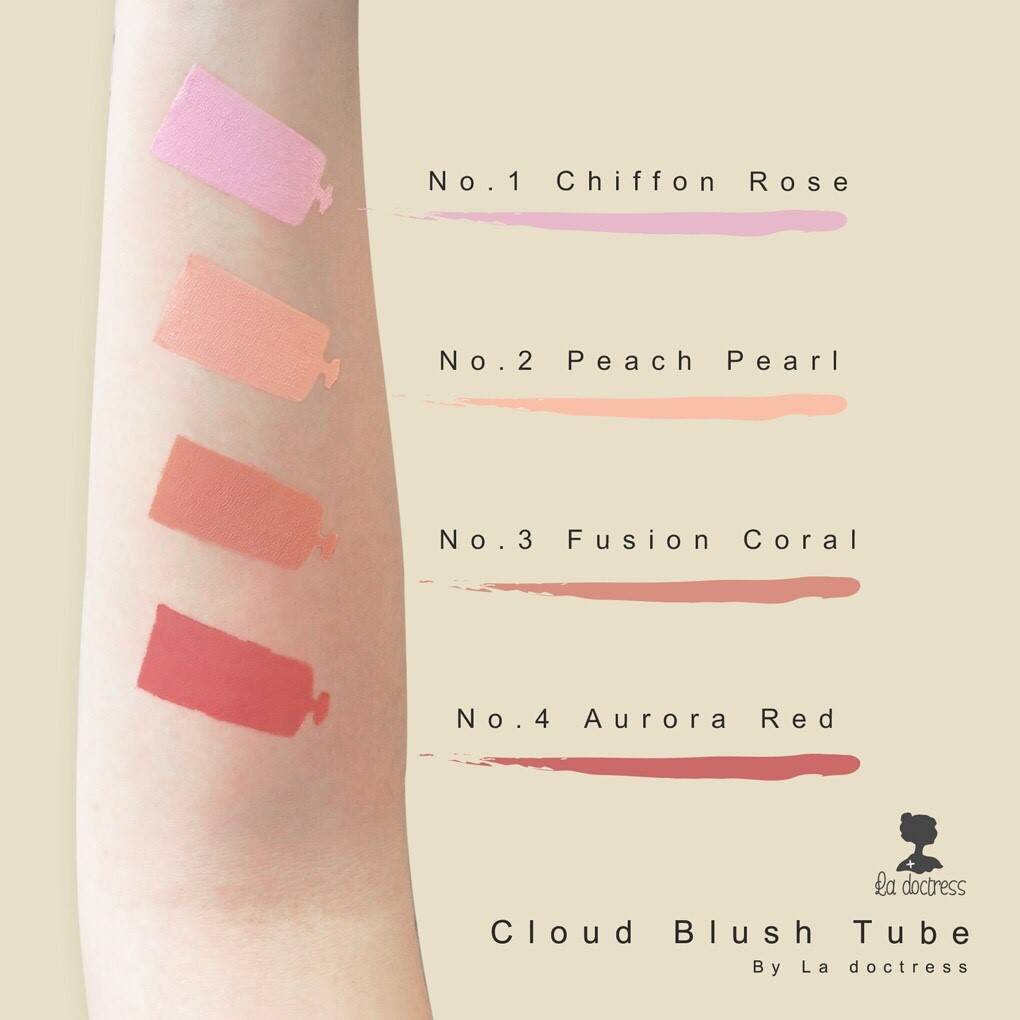 No.1 Chiffon Rose
No.2 Peach Pearl
No.3 Fusion Coral
No.4 Aurora Red
La doctress
Cloud Blush Tube
By La doctress